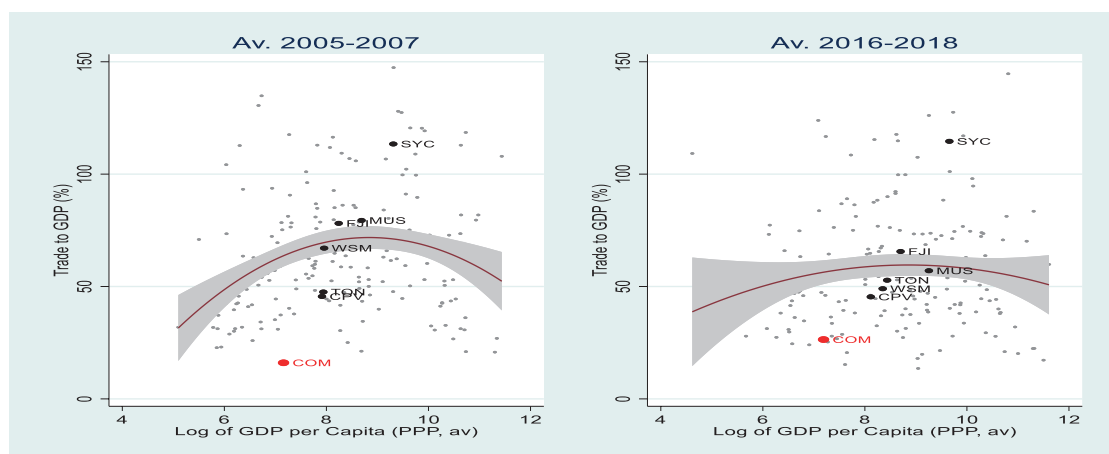 Av. 2005-2007
150
100
50
0
Trade to GDP (%)
SYC
MUS
FJI
WSM
TON
CPV
COM
4 6 8 10 12
Log of GDP per Capita (PPP, av)
Av. 2016-2018
150
100
50
0
Trade to GDP (%)
SYC
FJI
MUS
TON
WSM
CPV
COM
4 6 8 10 12
Log of GDP per Capita (PPP, av)